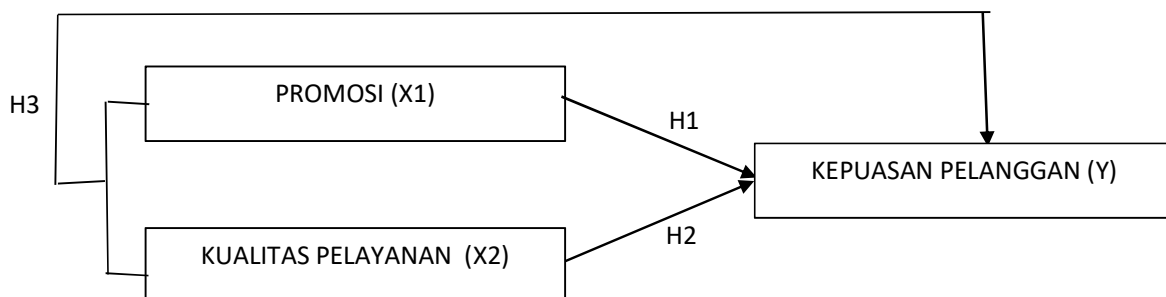 PROMOSI (X1)
H3
H1
KEPUASAN PELANGGAN (Y)
H2
KUALITAS PELAYANAN (X2)